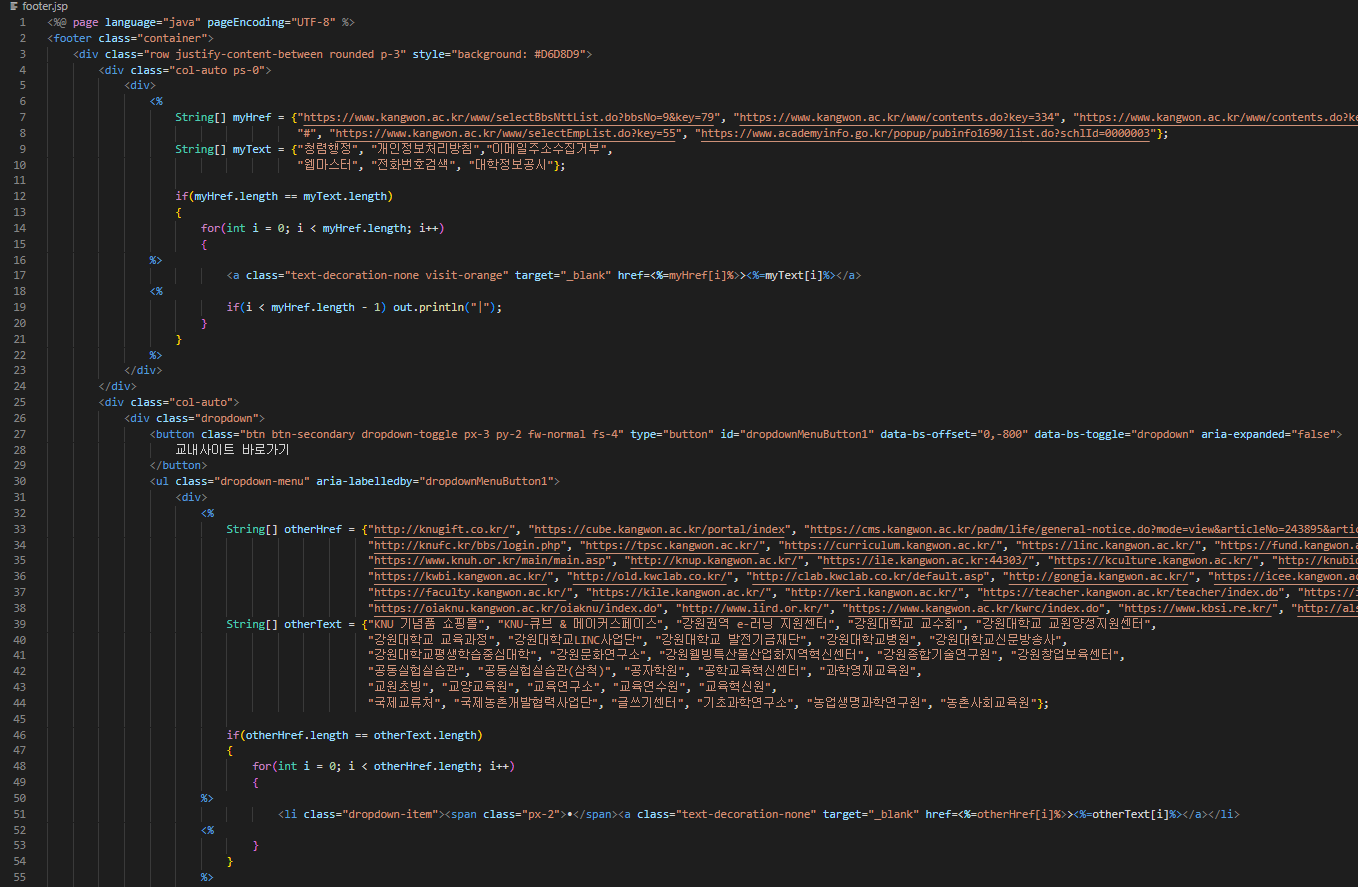 footer.jsp
1 <%@ page language="java" pageEncoding="UTF-8" %>
2 <footer class="container">
3 <div class="row justify-content-between rounded p-3" style="background: #D6D8D9">
4 <div class="col-auto ps-0">
5 <div>
6 <%
7 String[] myHref = {"https://www.kangwon.ac.kr/www/selectBbsNttList.do?bbsNo=9&key=79", "https://www.kangwon.ac.kr/www/contents.do?key=334", "https://www.kangwon.ac.kr/www/contents.do?ke
8 "#", "https://www.kangwon.ac.kr/www/selectEmpList.do?key=55", "https://www.academyinfo.go.kr/popup/pubinfo1690/list.do?schlId=0000003"};
9 String[] myText = {"청렴행정", "개인정보처리방침","이메일주소수집거부",
10 "웹마스터", "전화번호검색", "대학정보공시"};
11
12 if(myHref.length == myText.length)
13 {
14 for(int i = 0; i < myHref.length; i++)
15 {
16 %>
17 <a class="text-decoration-none visit-orange" target="_blank" href=<%=myHref[i]%>><%=myText[i]%></a>
18 <%
19 if(i < myHref.length - 1) out.println("|");
20 }
21 }
22 %>
23 </div>
24 </div>
25 <div class="col-auto">
26 <div class="dropdown">
27 <button class="btn btn-secondary dropdown-toggle px-3 py-2 fw-normal fs-4" type="button" id="dropdownMenuButton1" data-bs-offset="0,-800" data-bs-toggle="dropdown" aria-expanded="false">
28 교내사이트 바로가기
29 </button>
30 <ul class="dropdown-menu" aria-labelledby="dropdownMenuButton1">
31 <div>
32 <%
33 String[] otherHref = {"http://knugift.co.kr/", "https://cube.kangwon.ac.kr/portal/index", "https://cms.kangwon.ac.kr/padm/life/general-notice.do?mode=view&articleNo=243895&artic
34 "http://knufc.kr/bbs/login.php", "https://tpsc.kangwon.ac.kr/", "https://curriculum.kangwon.ac.kr/", "https://linc.kangwon.ac.kr/", "https://fund.kangwon.a
35 "https://www.knuh.or.kr/main/main.asp", "http://knup.kangwon.ac.kr/", "https://ile.kangwon.ac.kr:44303/", "https://kculture.kangwon.ac.kr/", "http://knubio
36 "https://kwbi.kangwon.ac.kr/", "http://old.kwclab.co.kr/", "http://clab.kwclab.co.kr/default.asp", "http://gongja.kangwon.ac.kr/", "https://icee.kangwon.ac
37 "https://faculty.kangwon.ac.kr/", "https://kile.kangwon.ac.kr/", "http://keri.kangwon.ac.kr/", "https://teacher.kangwon.ac.kr/teacher/index.do", "https://i
38 "https://oiaknu.kangwon.ac.kr/oiaknu/index.do", "http://www.iird.or.kr/", "https://www.kangwon.ac.kr/kwrc/index.do", "https://www.kbsi.re.kr/", "http://als
39 String[] otherText = {"KNU 기념품 쇼핑몰", "KNU-큐브 & 메이커스페이스", "강원권역 e-러닝 지원센터", "강원대학교 교수회", "강원대학교 교원양성지원센터",
40 "강원대학교 교육과정", "강원대학교LINC사업단", "강원대학교 발전기금재단", "강원대학교병원", "강원대학교신문방송사",
41 "강원대학교평생학습중심대학", "강원문화연구소", "강원웰빙특산물산업화지역혁신센터", "강원종합기술연구원", "강원창업보육센터",
42 "공동실험실습관", "공동실험실습관(삼척)", "공자학원", "공학교육혁신센터", "과학영재교육원",
43 "교원초빙", "교양교육원", "교육연구소", "교육연수원", "교육혁신원",
44 "국제교류처", "국제농촌개발협력사업단", "글쓰기센터", "기초과학연구소", "농업생명과학연구원", "농촌사회교육원"};
45
46 if(otherHref.length == otherText.length)
47 {
48 for(int i = 0; i < otherHref.length; i++)
49 {
50 %>
51 <li class="dropdown-item"><span class="px-2">•</span><a class="text-decoration-none" target="_blank" href=<%=otherHref[i]%>><%=otherText[i]%></a></li>
52 <%
53 }
54 }
55 %>